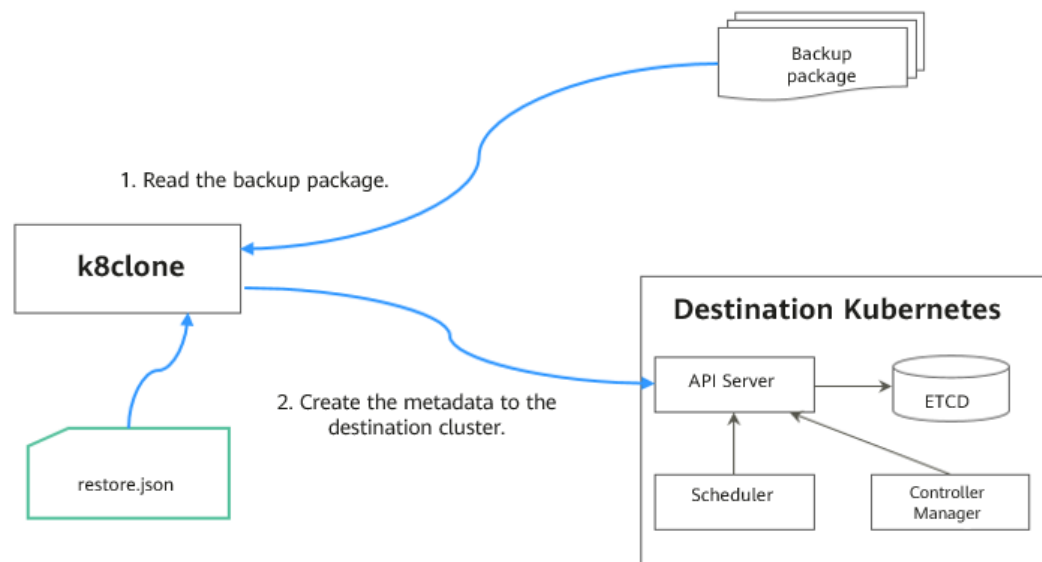 Backup
package
1. Read the backup package.
k8clone
Destination Kubernetes
API Server
ETCD
2. Create the metadata to the
destination cluster.
restore.json
Scheduler
Controller
Manager